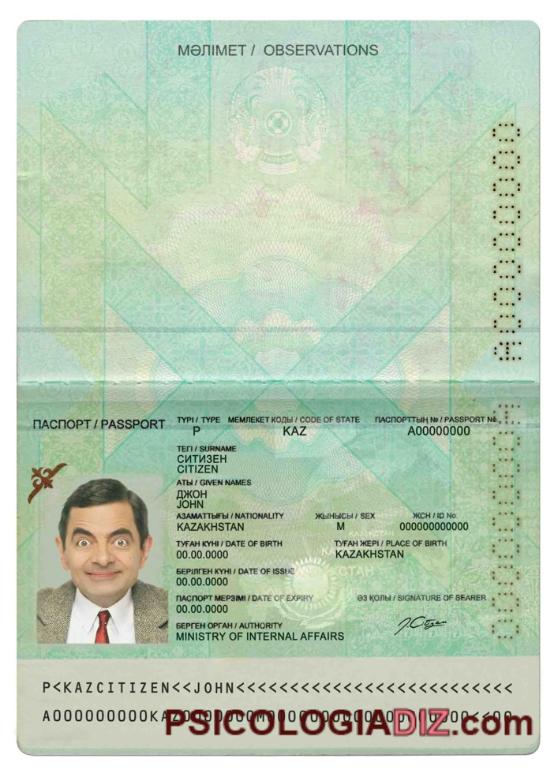 МӘЛІМЕТ / OBSERVATIONS
A00000000
ПАСПОРТ / PASSPORT
ТҮРІ / TYPE МЕМЛЕКЕТ КОДЫ / CODE OF STATE ПАСПОРТТЫҢ № / PASSPORT №
P KAZ A00000000
ТЕГІ / SURNAME
СИТИЗЕН
CITIZEN
АТЫ / GIVEN NAMES
ДЖОН
JOHN
АЗАМАТТЫҒЫ / NATIONALITY ЖЫНЫСЫ / SEX ЖСН / ID No.
KAZAKHSTAN M 000000000000
ТУҒАН КҮНІ / DATE OF BIRTH ТУҒАН ЖЕРІ / PLACE OF BIRTH
00.00.0000 KAZAKHSTAN
БЕРІЛГЕН КҮНІ / DATE OF ISSUE
00.00.0000
ПАСПОРТ МЕРЗІМІ / DATE OF EXPIRY ӨЗ ҚОЛЫ / SIGNATURE OF BEARER
00.00.0000
БЕРГЕН ОРГАН / AUTHORITY
MINISTRY OF INTERNAL AFFAIRS
P<KAZCITIZEN<<JOHN<<<<<<<<<<<<<<<<<<<<<<<<<<
PSICOLOGIADIZ.com